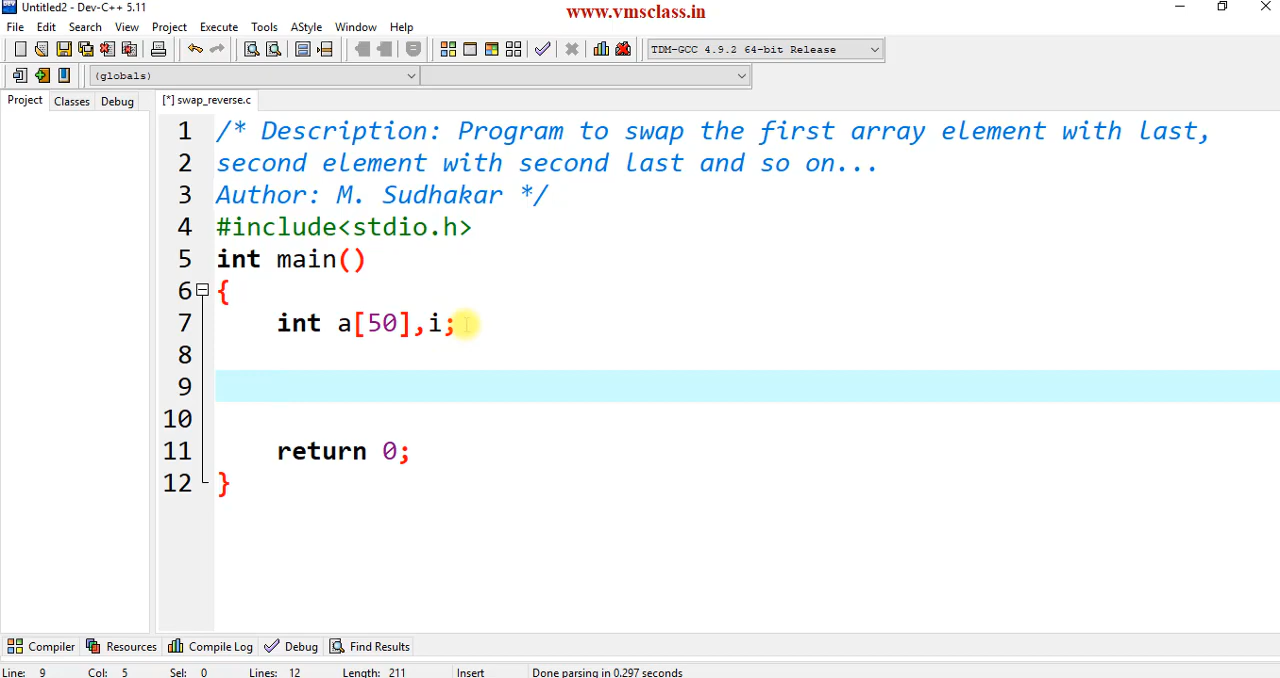 Untitled2 - Dev-C++ 5.11
www.vmsclass.in
File Edit Search View Project Execute Tools AStyle Window Help
TDM-GCC 4.9.2 64-bit Release
(globals)
Project Classes Debug
[*] swap_reverse.c
1 /* Description: Program to swap the first array element with last,
2 second element with second last and so on...
3 Author: M. Sudhakar */
4 #include<stdio.h>
5 int main()
6 {
7 int a[50],i;
8
9
10
11 return 0;
12 }
Compiler Resources Compile Log Debug Find Results
Line: 9 Col: 5 Sel: 0 Lines: 12 Length: 211 Insert Done parsing in 0.297 seconds